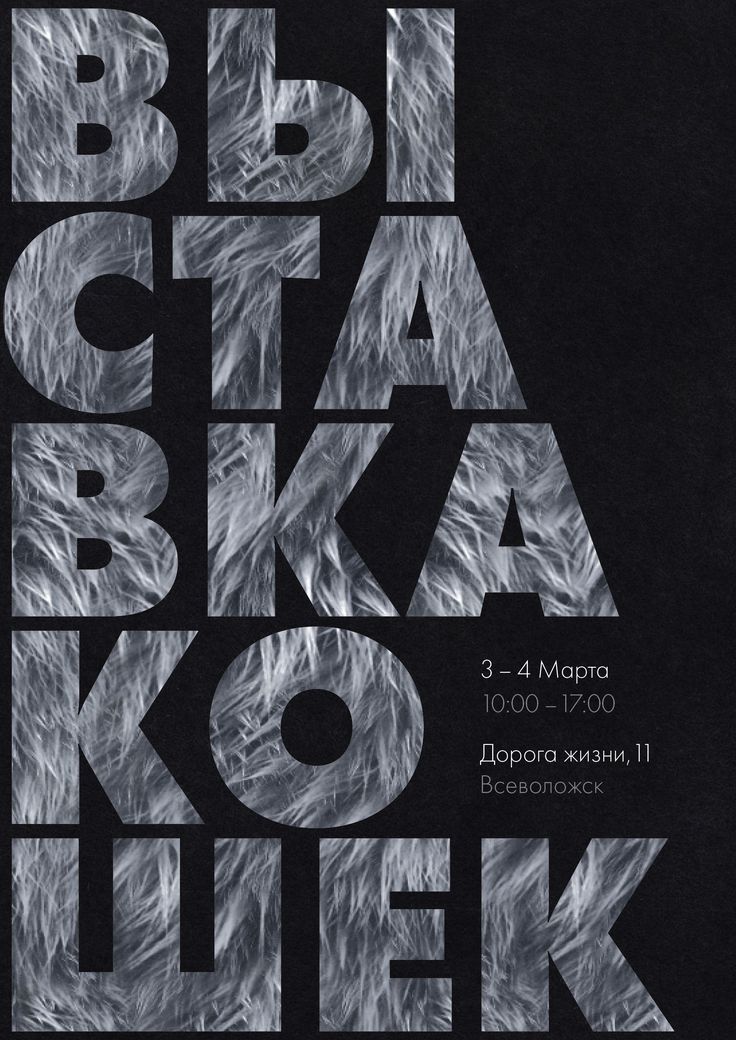 ВЫ
СТА
ВКА
КО
ШЕК
3 – 4 Марта
10:00 – 17:00
Дорога жизни, 11
Всеволожск